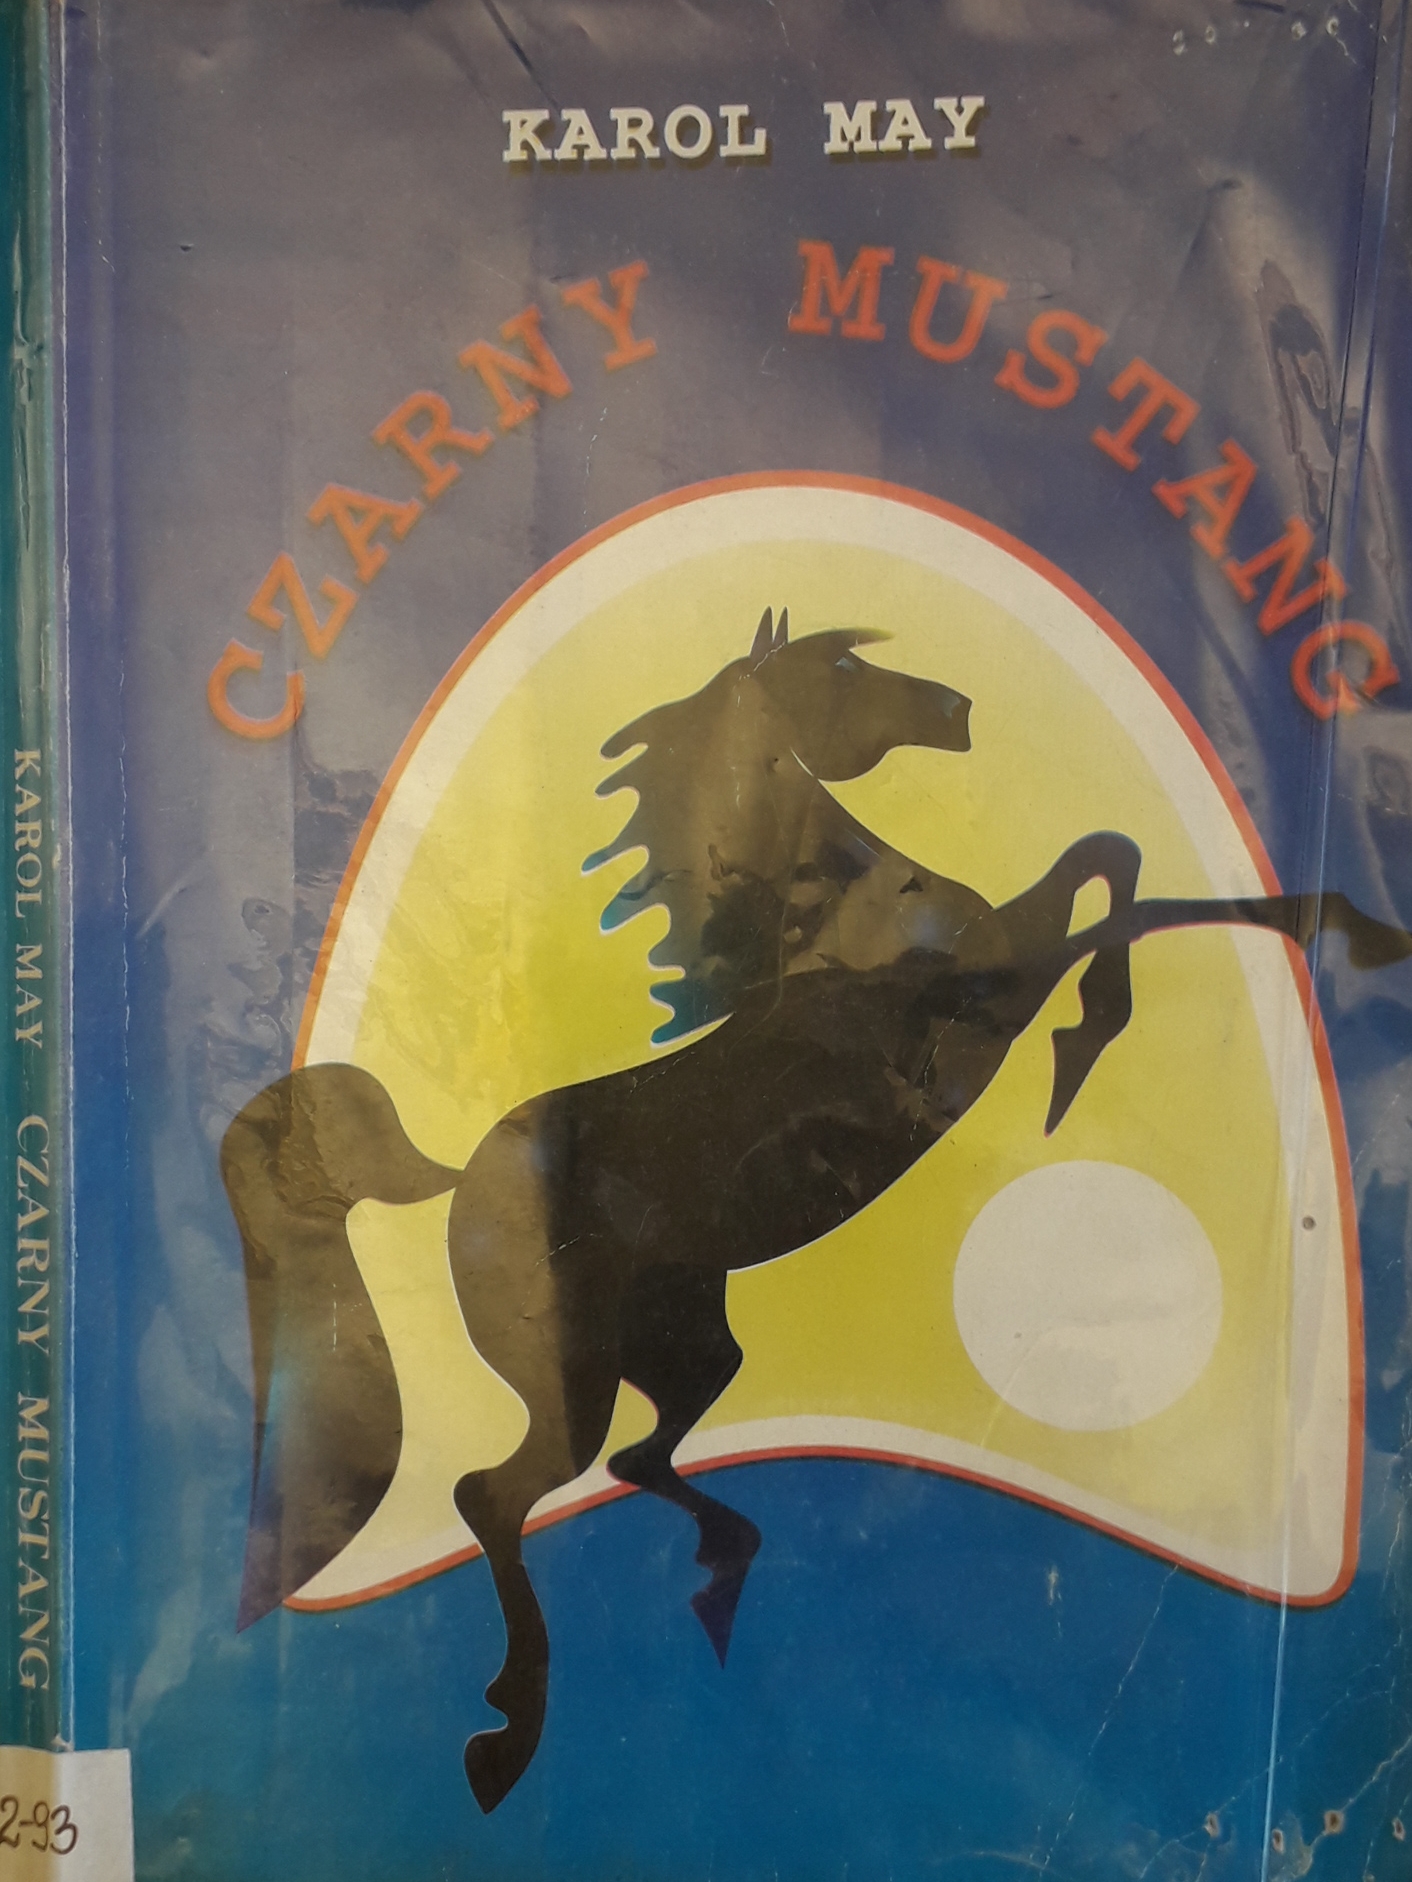 KAROL MAY
CZARNY MUSTANG
KAROL MAY CZARNY MUSTANG
2-93